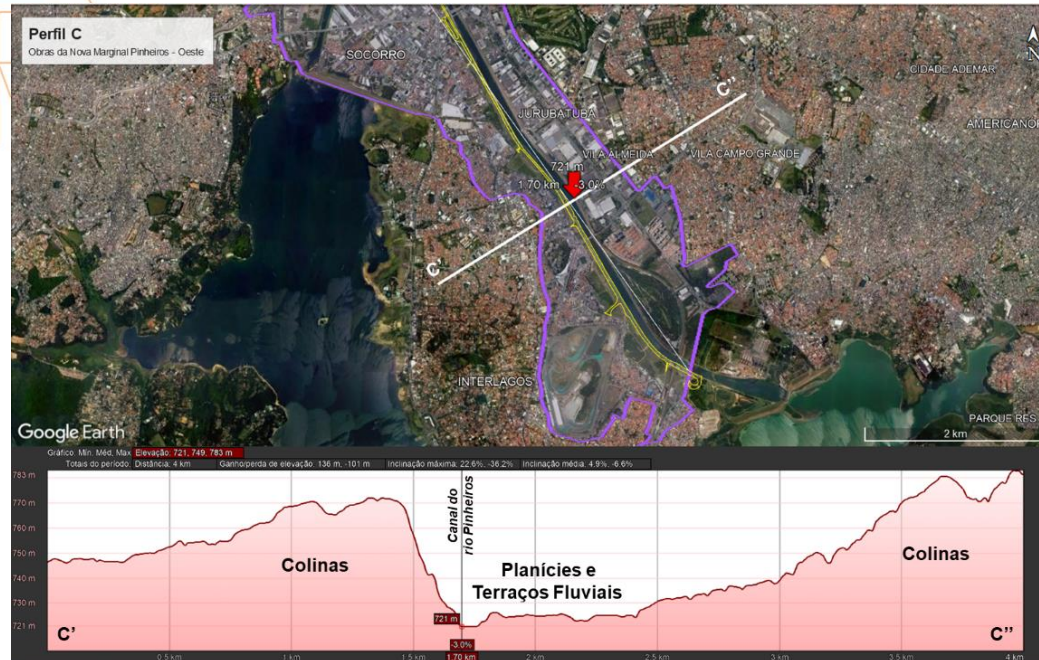 Perfil C
Obras da Nova Marginal Pinheiros - Oeste
N
SOCORRO
CIDADE ADEMAR
C''
JURUBATUBA
AMERICANOP
VILA ALMEIDA
VILA CAMPO GRANDE
721 m
1.70 km -3.0%
C'
INTERLAGOS
PARQUE RES
Google Earth
2 km
Gráfico: Mín, Méd, Máx Elevação: 721, 749, 783 m
Totais do período: Distância: 4 km Ganho/perda de elevação: 136 m, -101 m Inclinação máxima: 22.6%, -36.2% Inclinação média: 4.9%, -6.6%
783 m
770 m
760 m
750 m
740 m
730 m
721 m
Canal do
rio Pinheiros
Colinas
Planícies e
Terraços Fluviais
Colinas
721 m
C'
C''
-3.0%
0.5 km 1 km 1.5 km 1.70 km 2 km 2.5 km 3 km 3.5 km 4 km